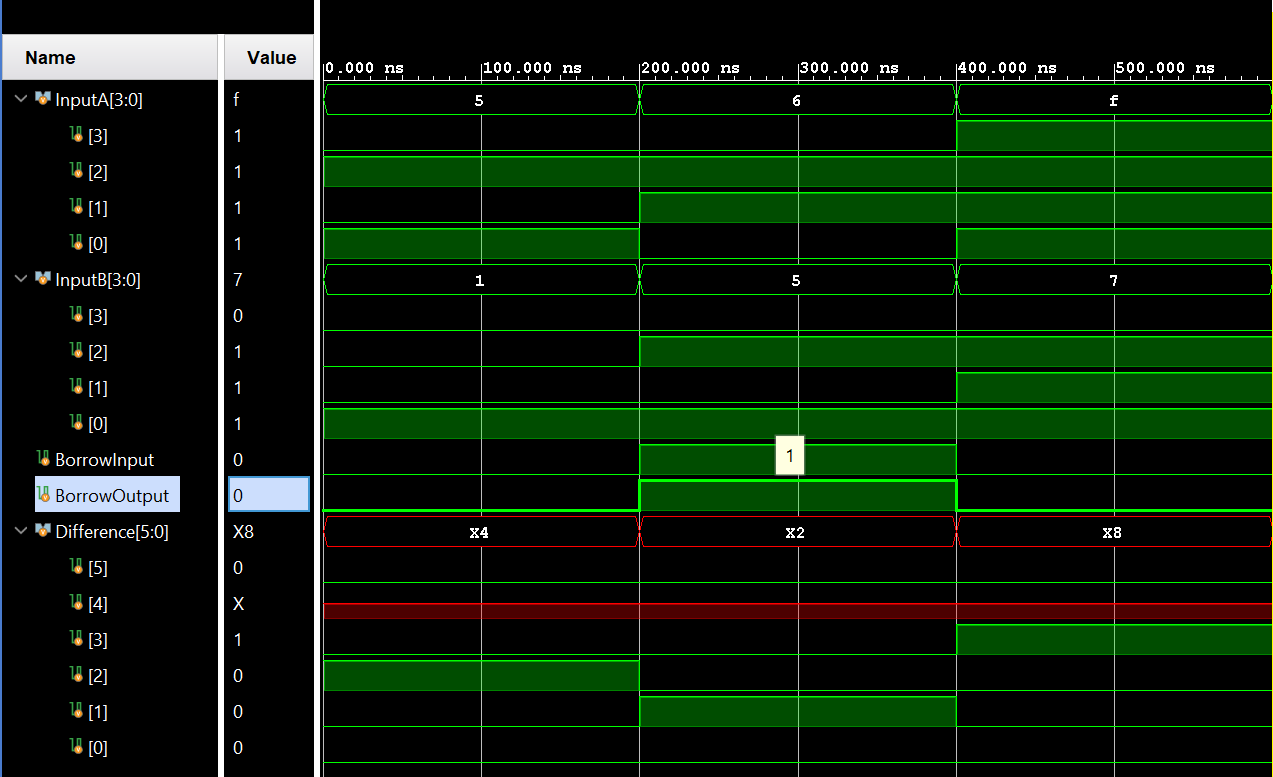 Name Value
0.000 ns 100.000 ns 200.000 ns 300.000 ns 400.000 ns 500.000 ns
InputA[3:0] f 5 6 f
[3] 1
[2] 1
[1] 1
[0] 1
InputB[3:0] 7 1 5 7
[3] 0
[2] 1
[1] 1
[0] 1
BorrowInput 0 1
BorrowOutput 0
Difference[5:0] X8 X4 X2 X8
[5] 0
[4] X
[3] 1
[2] 0
[1] 0
[0] 0